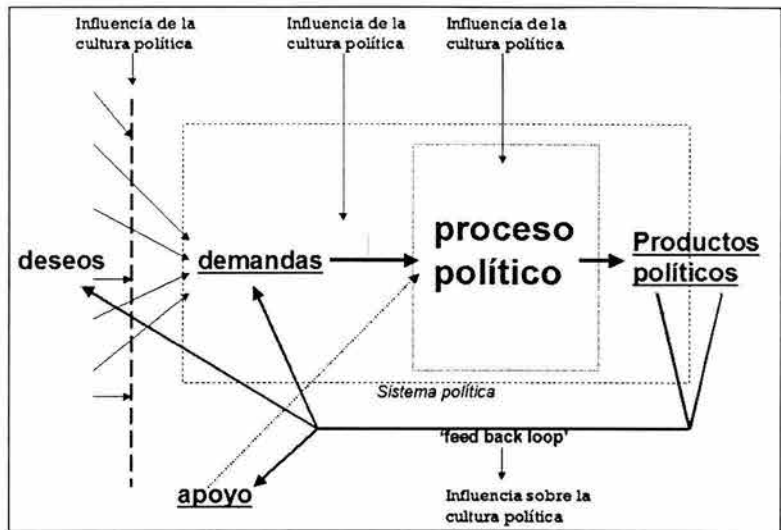 Influencia de la
cultura política
Influencia de la
cultura política
Influencia de la
cultura política
deseos
demandas
proceso
político
Productos
políticos
Sistema política
'feed back loop'
apoyo
Influencia sobre la
cultura política